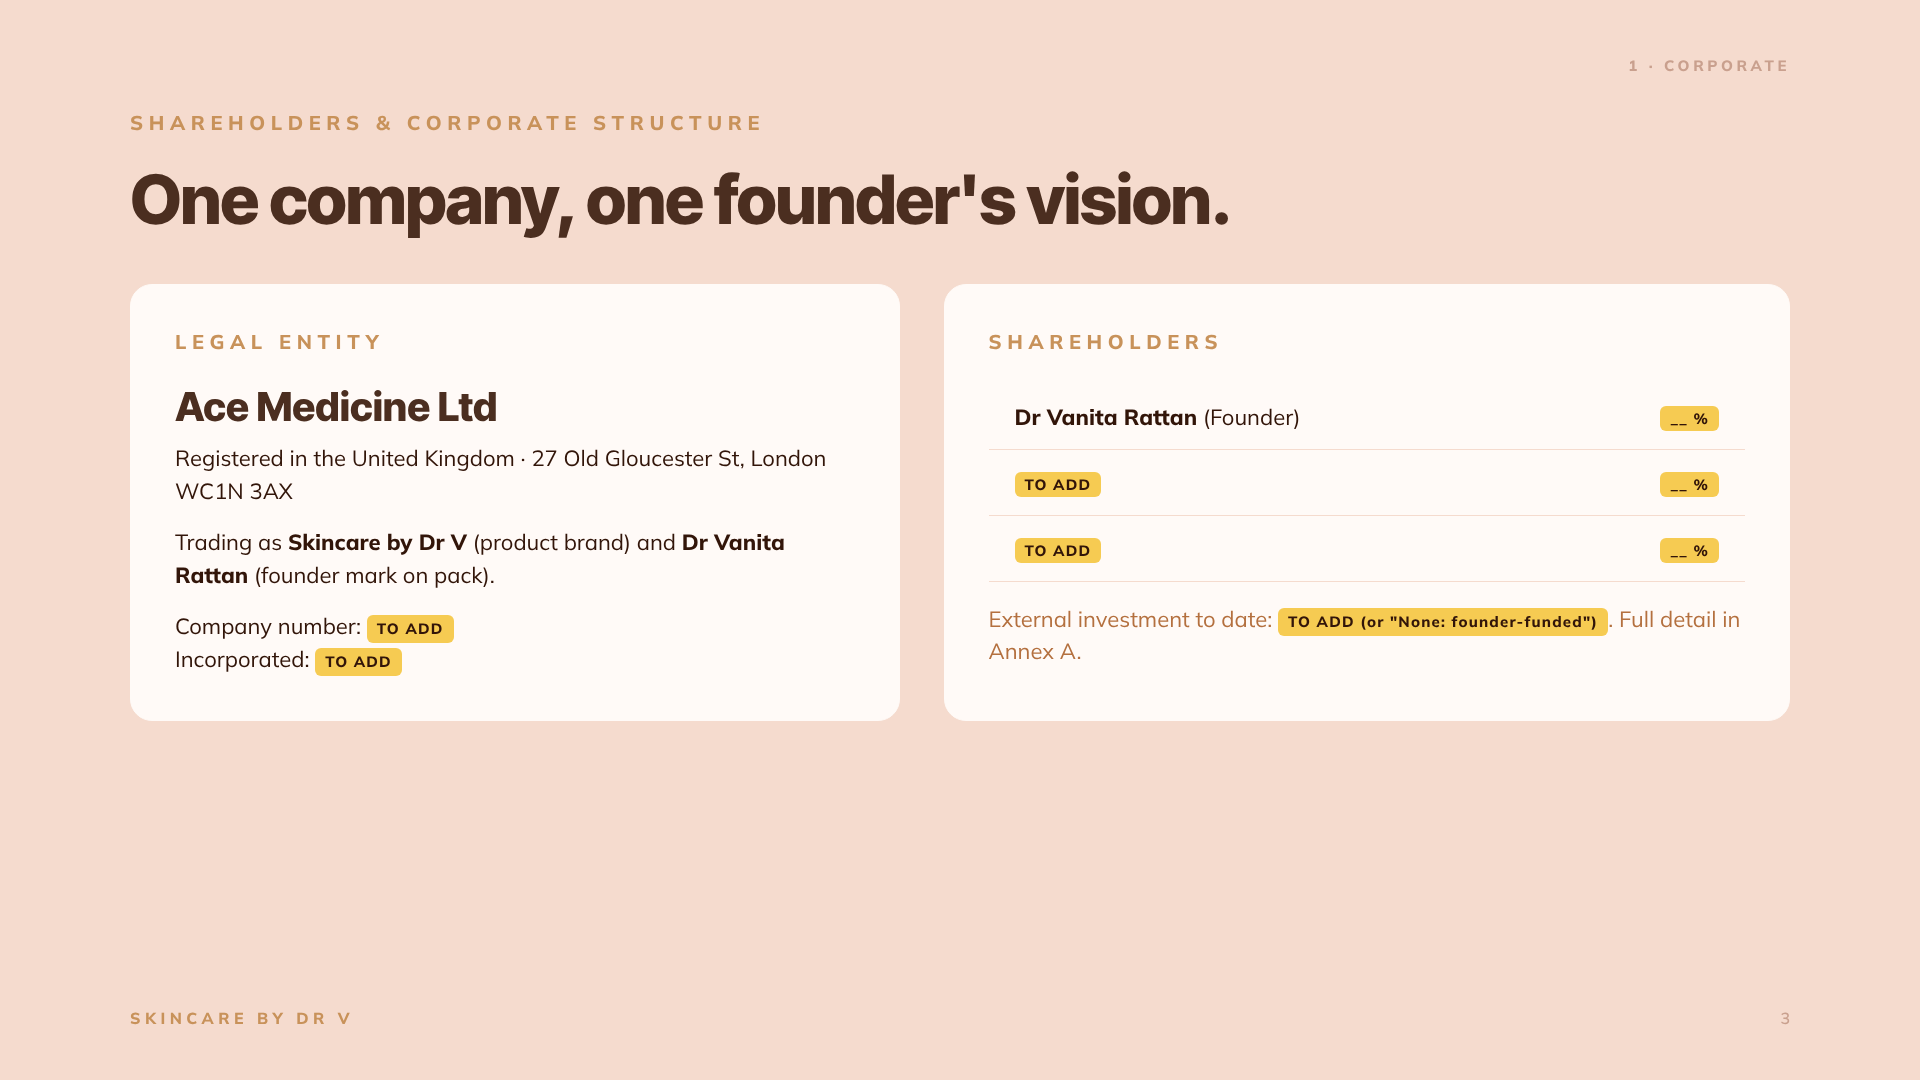 1 · CORPORATE
SHAREHOLDERS & CORPORATE STRUCTURE
One company, one founder's vision.
LEGAL ENTITY
Ace Medicine Ltd
Registered in the United Kingdom · 27 Old Gloucester St, London
WC1N 3AX
Trading as Skincare by Dr V (product brand) and Dr Vanita
Rattan (founder mark on pack).
Company number: TO ADD
Incorporated: TO ADD
SHAREHOLDERS
Dr Vanita Rattan (Founder) __ %
TO ADD __ %
TO ADD __ %
External investment to date: TO ADD (or "None: founder-funded") . Full detail in
Annex A.
SKINCARE BY DR V
3